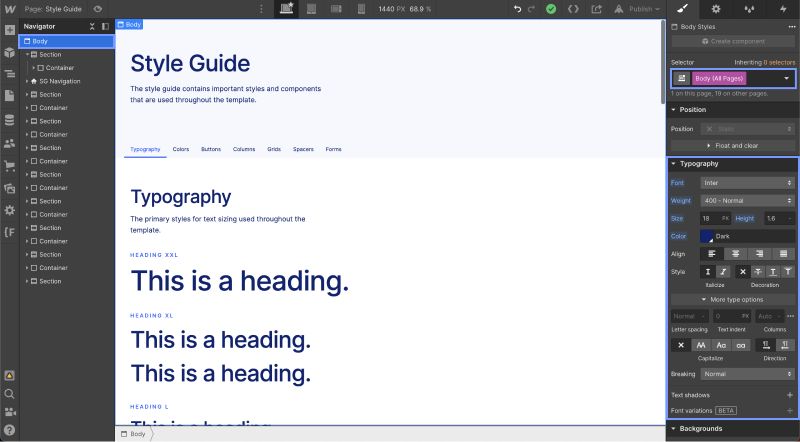 Page: Style Guide
1440 PX 68.9 %
Publish
Navigator
Body
Section
Container
SG Navigation
Section
Container
Section
Container
Section
Container
Section
Container
Section
Container
Section
Container
Section
Container
Section
Body
Style Guide
The style guide contains important styles and components
that are used throughout the template.
Typography Colors Buttons Columns Grids Spacers Forms
Typography
The primary styles for text sizing used throughout the
template.
HEADING XXL
This is a heading.
HEADING XL
This is a heading.
This is a heading.
HEADING L
This is a heading.
Body
Body Styles
Create component
Selector Inheriting 0 selectors
Body (All Pages)
1 on this page, 19 on other pages.
Position
Position Static
Float and clear
Typography
Font Inter
Weight 400 - Normal
Size 18 PX Height 1.6 -
Color Dark
Align
Style
Italicize Decoration
More type options
Normal 0 PX Auto
Letter spacing Text indent Columns
AA Aa aa
Capitalize Direction
Breaking Normal
Text shadows
Font variations BETA
Backgrounds